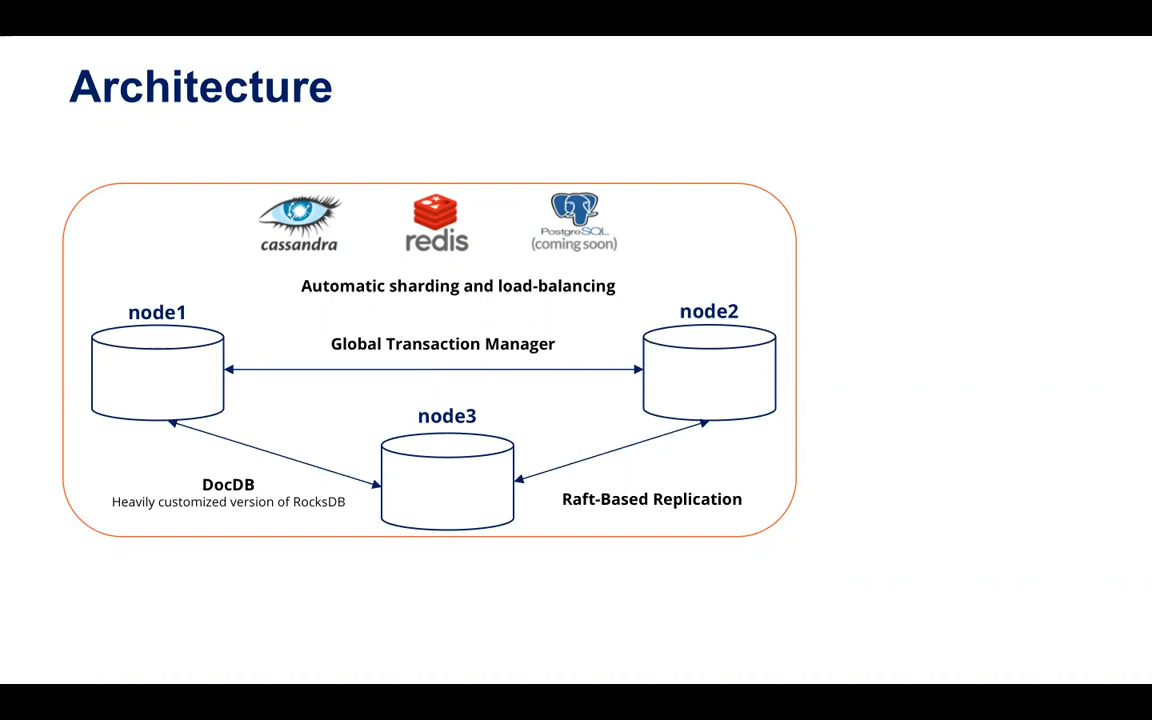 Architecture
cassandra
redis
PostgreSQL
(coming soon)
Automatic sharding and load-balancing
node1
node2
Global Transaction Manager
node3
DocDB
Heavily customized version of RocksDB
Raft-Based Replication